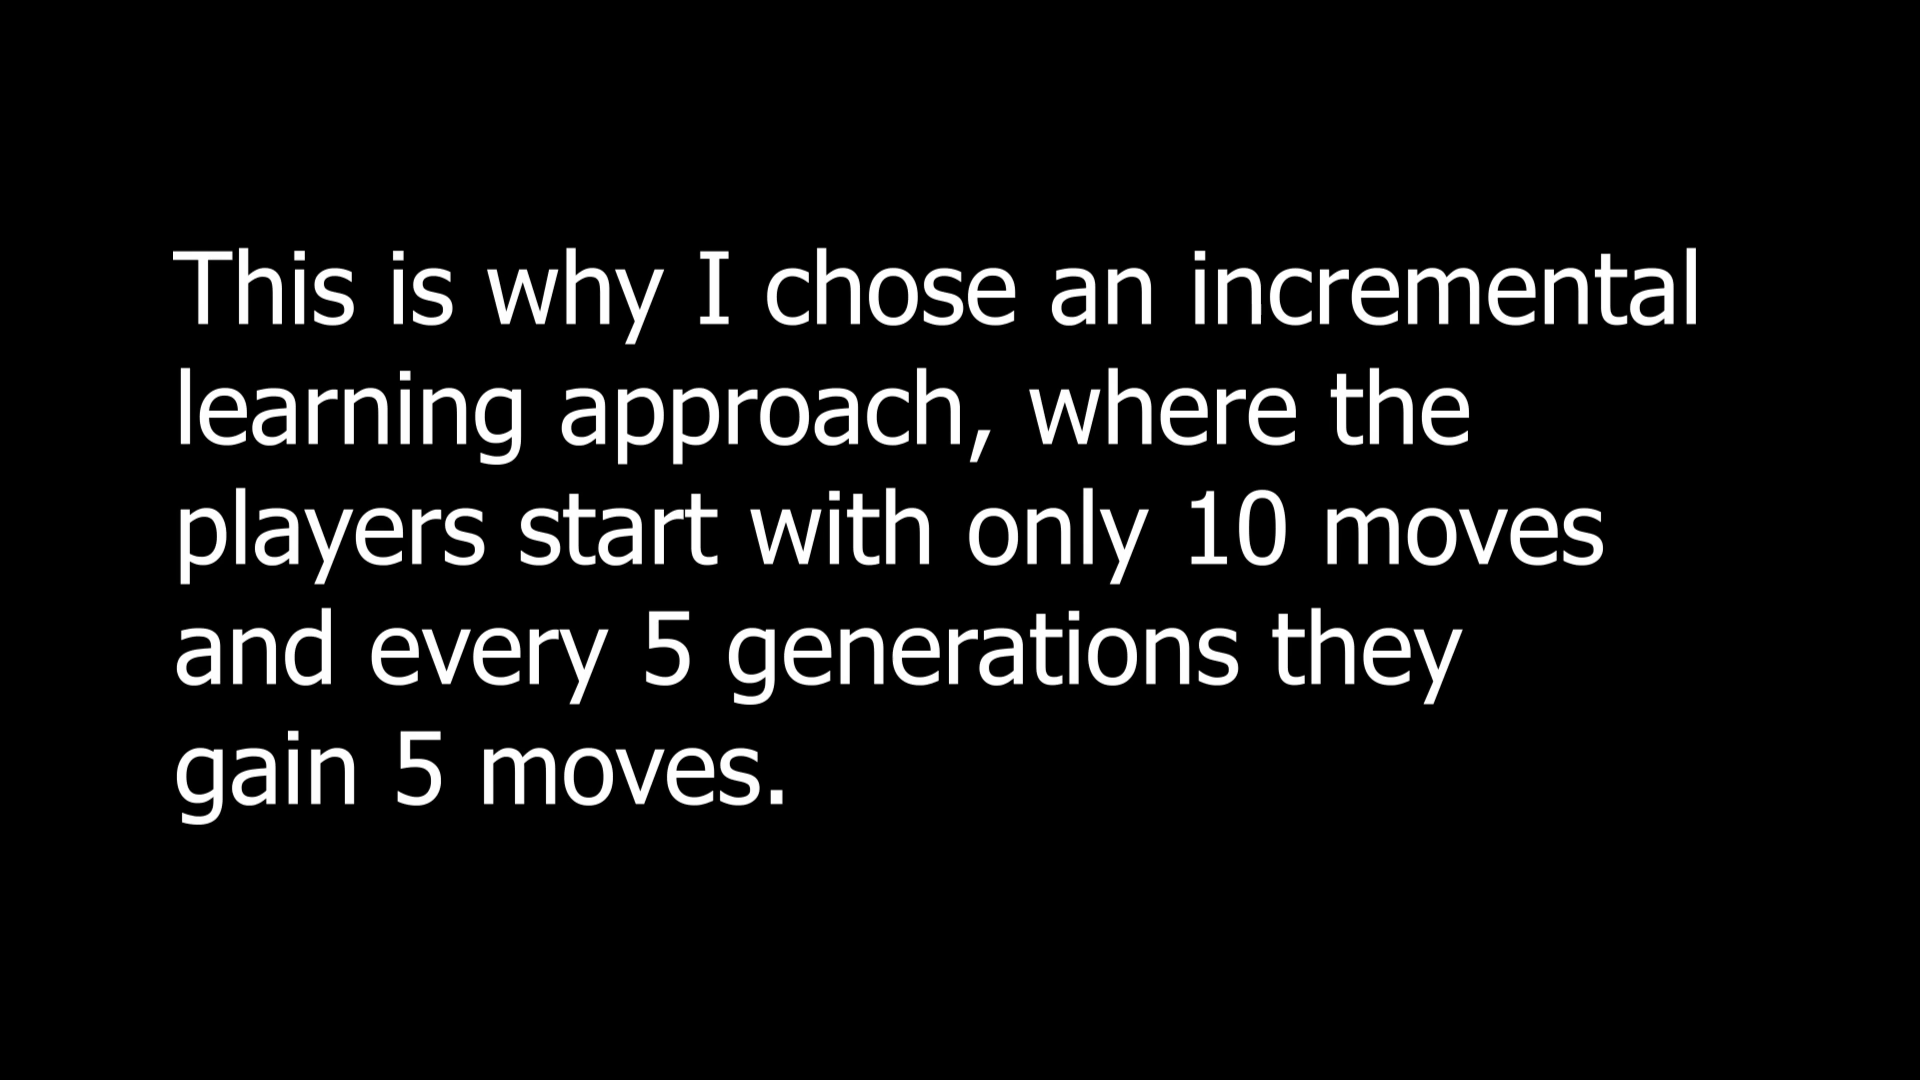 This is why I chose an incremental
learning approach, where the
players start with only 10 moves
and every 5 generations they
gain 5 moves.